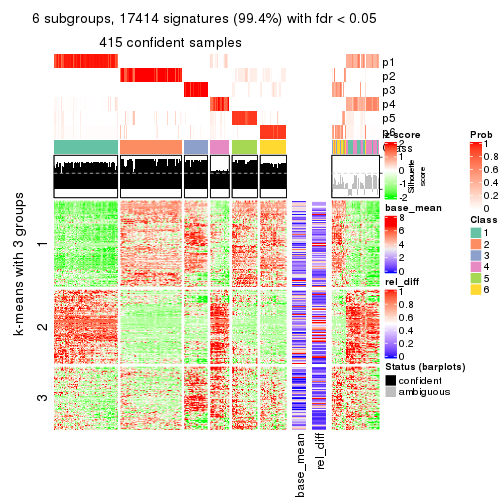 6 subgroups, 17414 signatures (99.4%) with fdr < 0.05
415 confident samples
p1
p2
p3
p4
p5
p6
Class
z-score
2
1
0
-1
-2
Silhouette
score
Prob
1
0.8
0.6
0.4
0.2
0
base_mean
8
6
4
2
0
Class
1
2
3
4
5
6
rel_diff
1
0.8
0.6
0.4
0.2
0
Status (barplots)
confident
ambiguous
k-means with 3 groups
1
2
3
base_mean
rel_diff